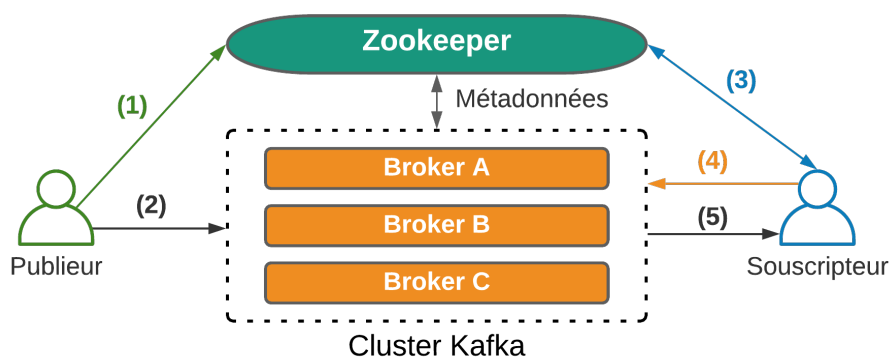 Zookeeper
(1)
(3)
Métadonnées
Broker A
(4)
(2)
Broker B
(5)
Publieur
Souscripteur
Broker C
Cluster Kafka